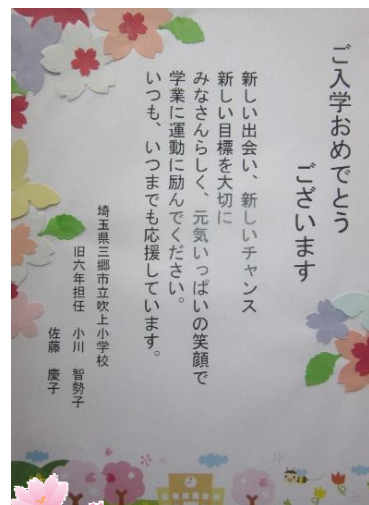 ご入学おめでとう
ございます
新しい出会い、新しいチャンス
新しい目標を大切に
みなさんらしく、元気いっぱいの笑顔で
学業に運動に励んでください。
いつも、いつまでも応援しています。
埼玉県三郷市立吹上小学校
旧六年担任　小川　智勢子
佐藤　慶子